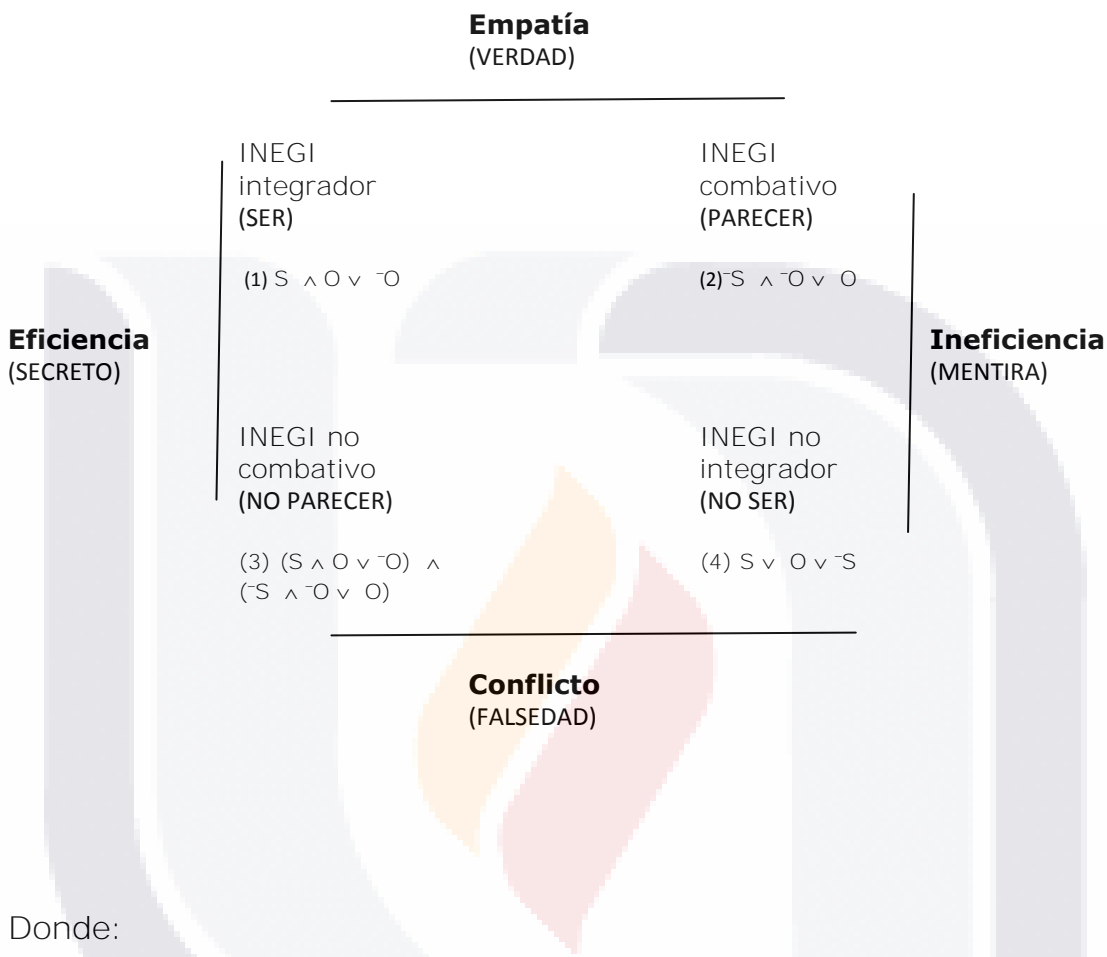 Empatía
(VERDAD)
INEGI
integrador
(SER)
(1) S ∧ O ∨ ¯O
INEGI
combativo
(PARECER)
(2)¯S ∧ ¯O ∨ O
Eficiencia
(SECRETO)
Ineficiencia
(MENTIRA)
INEGI no
combativo
(NO PARECER)
(3) (S ∧ O ∨ ¯O) ∧
(¯S ∧ ¯O ∨ O)
INEGI no
integrador
(NO SER)
(4) S ∨ O ∨ ¯S
Conflicto
(FALSEDAD)
Donde: